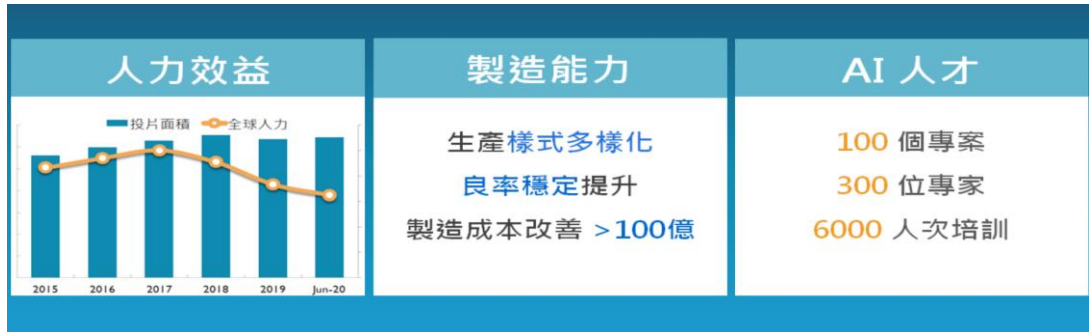 人力效益
投片面積 全球人力
2015 2016 2017 2018 2019 Jun-20
製造能力
生產樣式多樣化
良率穩定提升
製造成本改善 >100億
AI 人才
100 個專案
300 位專家
6000 人次培訓